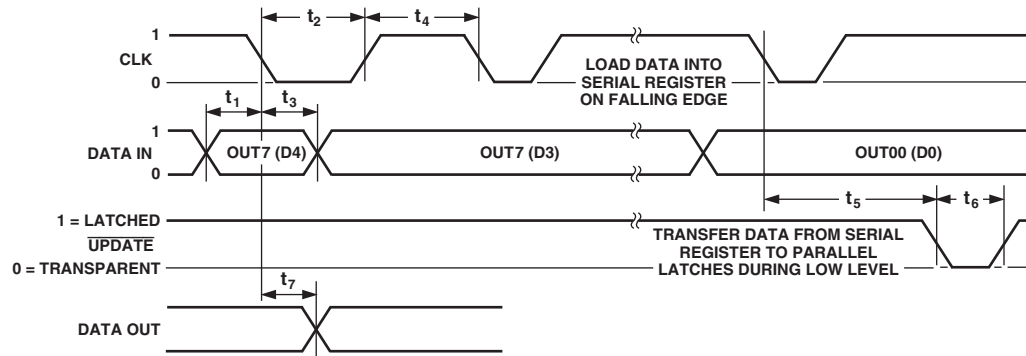 t2 t4
1
CLK
0
LOAD DATA INTO
SERIAL REGISTER
ON FALLING EDGE
t1 t3
1
DATA IN
0
OUT7 (D4)
OUT7 (D3)
OUT00 (D0)
t5 t6
1 = LATCHED
UPDATE
0 = TRANSPARENT
TRANSFER DATA FROM SERIAL
REGISTER TO PARALLEL
LATCHES DURING LOW LEVEL
t7
DATA OUT